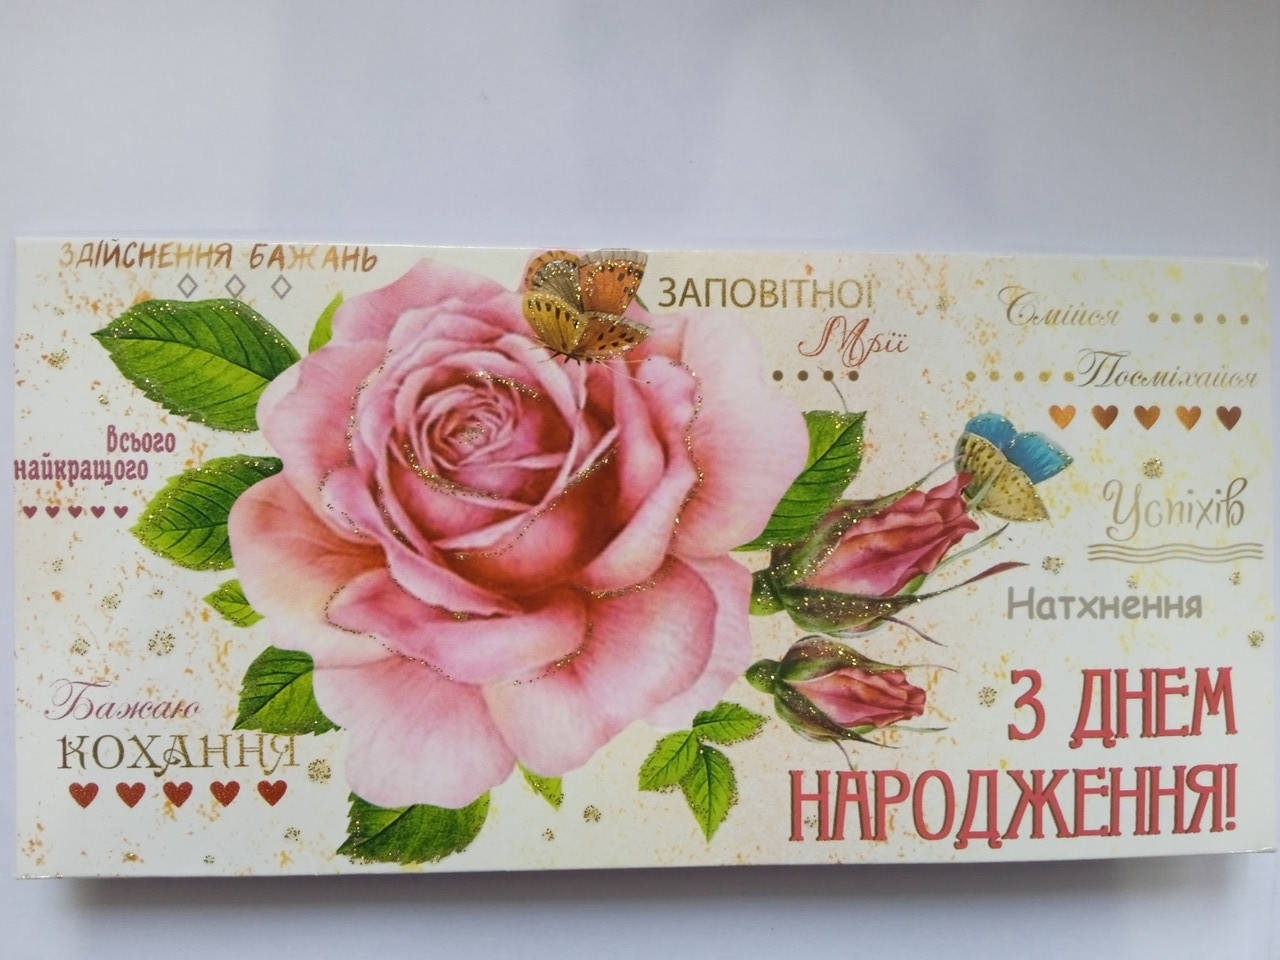 ЗДІЙСНЕННЯ БАЖАНЬ
ЗАПОВІТНОЇ
Мрії
Смійся
Посміхайся
всього
найкращого
Успіхів
Натхнення
Бажаю
КОХАННЯ
З ДНЕМ
НАРОДЖЕННЯ!